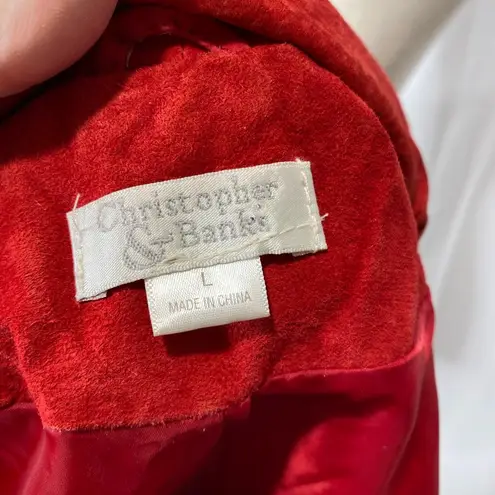 Christopher
& Banks
L
MADE IN CHINA